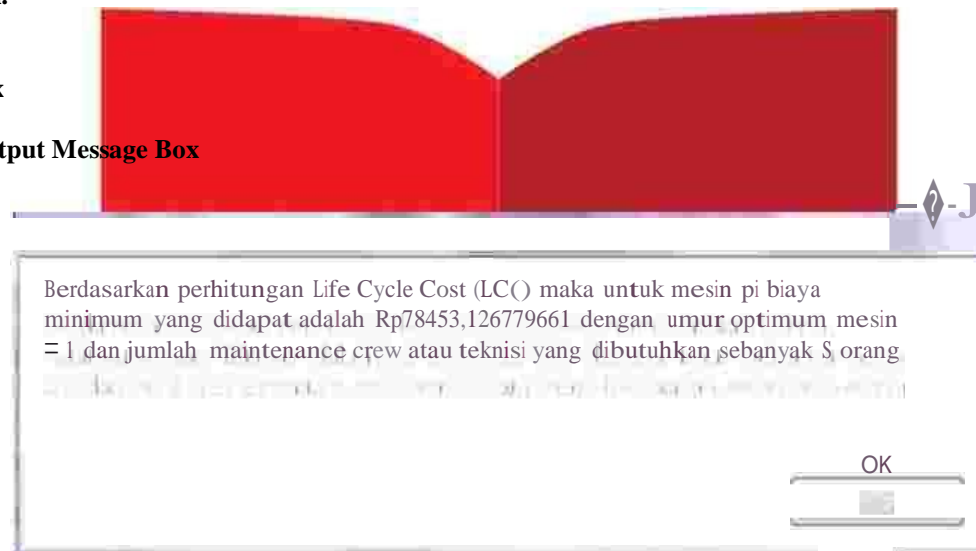 k
tput Message Box
J
Berdasarkan perhitungan Life Cycle Cost (LC() maka untuk mesin pi biaya
minimum yang didapat adalah Rp78453,126779661 dengan umur optimum mesin
= 1 dan jumlah maintenance crew atau teknisi yang dibutuhkan sebanyak S orang
OK